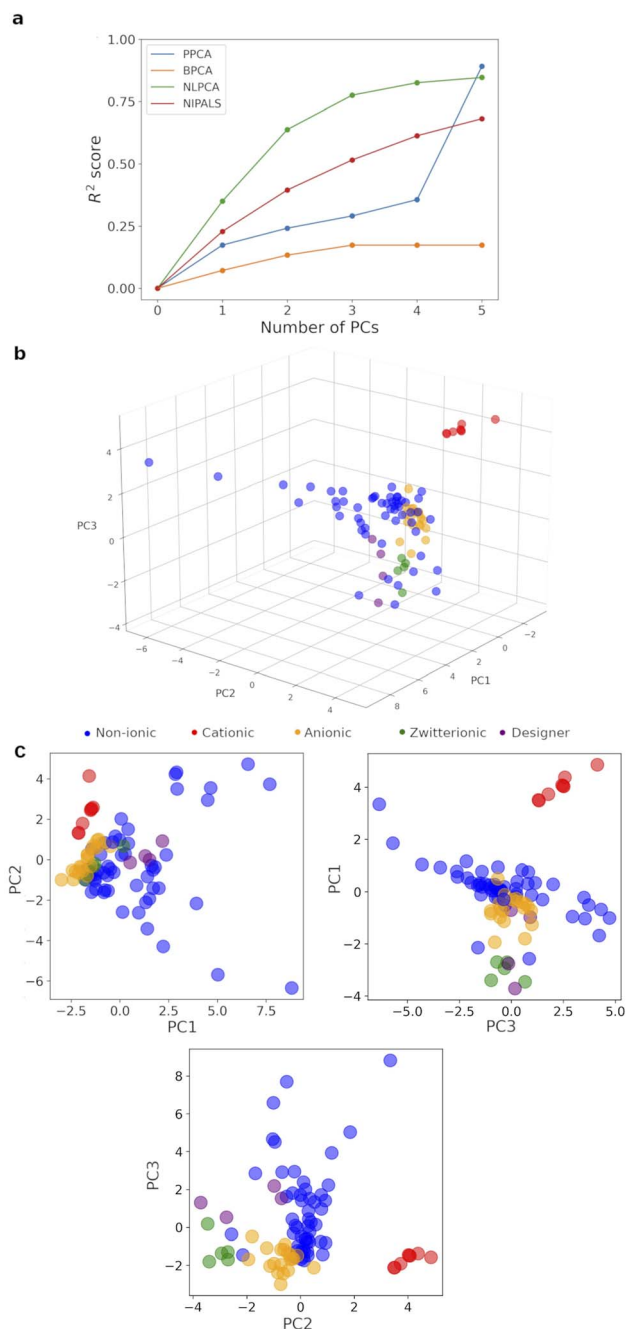 a
1.00
0.75
0.50
0.25
0.00
R² score
PPCA
BPCA
NLPCA
NIPALS
0 1 2 3 4 5
Number of PCs
b
4
2
0
−2
−4
PC3
−6 −4 −2 0 2 4
PC2
8 6 4 2 0 −2
PC1
Non-ionic Cationic Anionic Zwitterionic Designer
c
4
2
0
−2
−4
−6
PC2
−2.5 0.0 2.5 5.0 7.5
PC1
4
2
0
−2
−4
PC1
−5.0 −2.5 0.0 2.5 5.0
PC3
8
6
4
2
0
−2
PC3
−4 −2 0 2 4
PC2